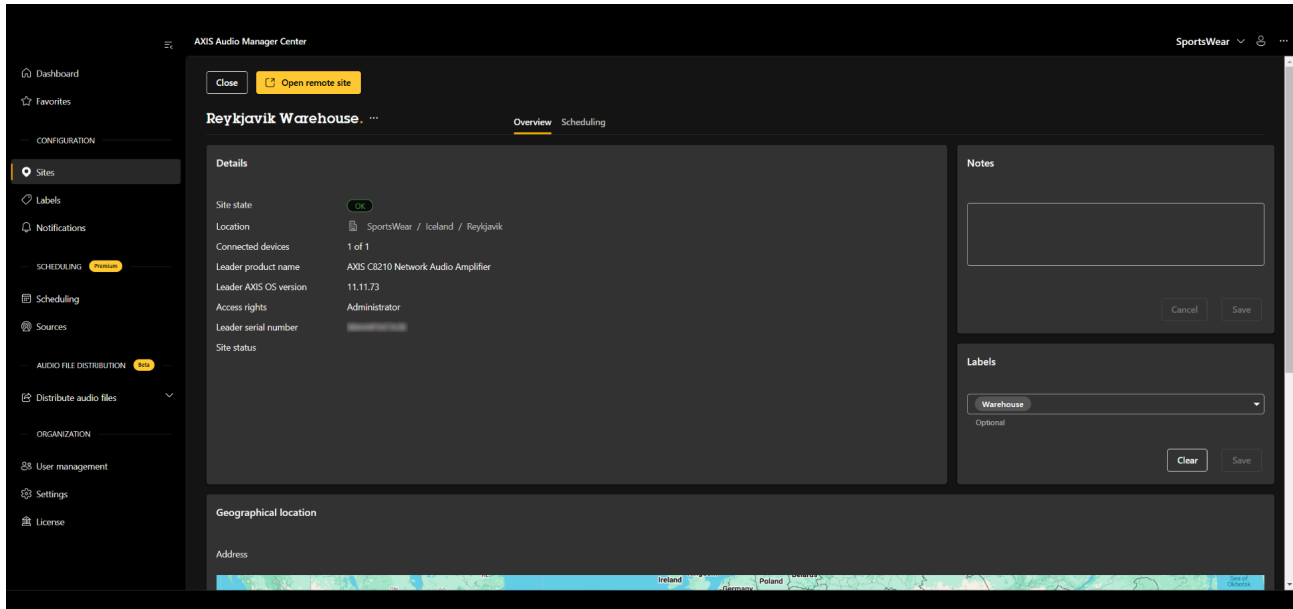 AXIS Audio Manager Center
SportsWear
Dashboard
Favorites
CONFIGURATION
Sites
Labels
Notifications
SCHEDULING Premium
Scheduling
Sources
AUDIO FILE DISTRIBUTION Beta
Distribute audio files
ORGANIZATION
User management
Settings
License
Close
Open remote site
Reykjavik Warehouse.
Overview Scheduling
Details
Site state OK
Location SportsWear / Iceland / Reykjavik
Connected devices 1 of 1
Leader product name AXIS C8210 Network Audio Amplifier
Leader AXIS OS version 11.11.73
Access rights Administrator
Leader serial number
Site status
Notes
Cancel Save
Labels
Warehouse
Optional
Clear Save
Geographical location
Address
Ireland
Poland
Germany
Sea of
Okhotsk